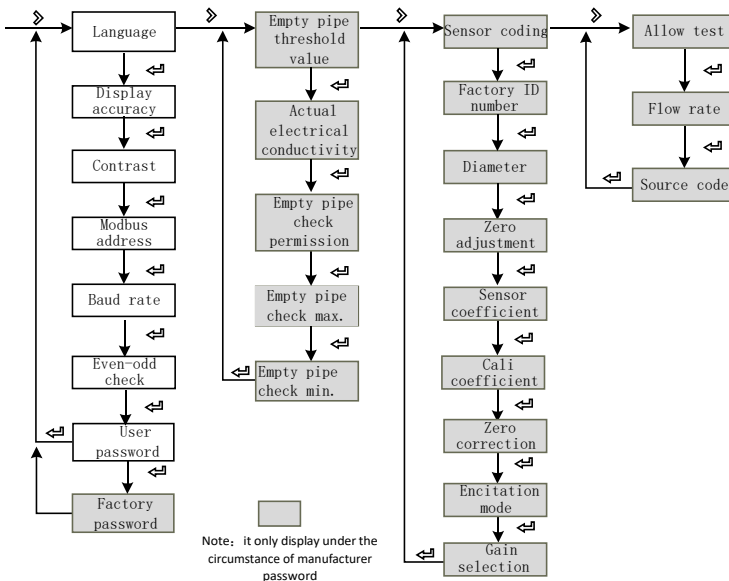 Language
Display
accuracy
Contrast
Modbus
address
Baud rate
Even-odd
check
User
password
Factory
password
Empty pipe
threshold
value
Actual
electrical
conductivity
Empty pipe
check
permission
Empty pipe
check max.
Empty pipe
check min.
Sensor coding
Factory ID
number
Diameter
Zero
adjustment
Sensor
coefficient
Cali
coefficient
Zero
correction
Encitation
mode
Gain
selection
Allow test
Flow rate
Source code
Note： it only display under the
circumstance of manufacturer
password